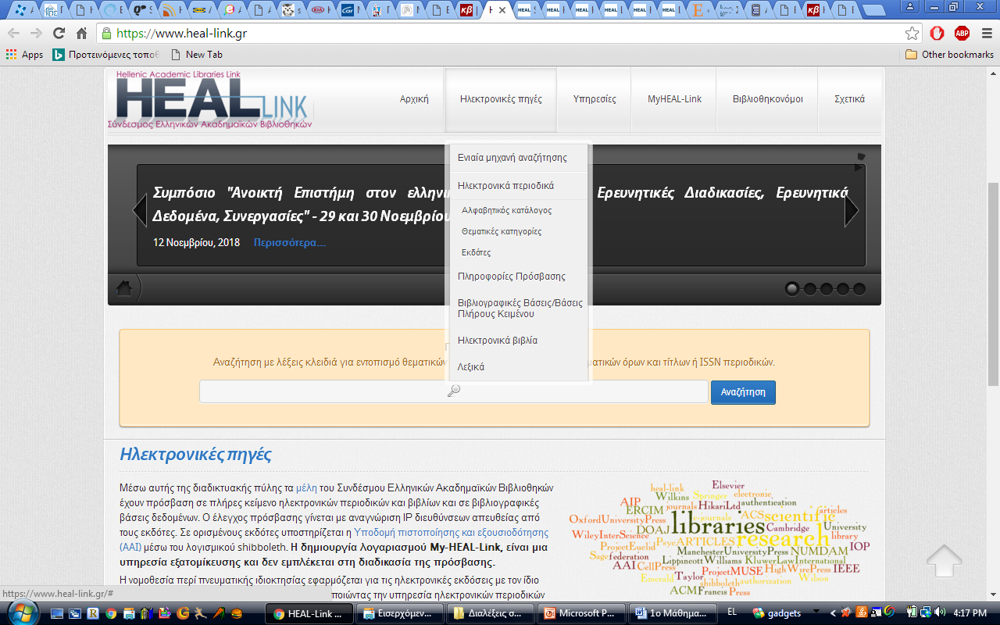 https://www.heal-link.gr
Apps
Προτεινόμενες τοποθ
New Tab
Other bookmarks
Hellenic Academic Libraries Link
HEAL LINK
Σύνδεσμος Ελληνικών Ακαδημαϊκών Βιβλιοθηκών
Αρχική
Ηλεκτρονικές πηγές
Υπηρεσίες
MyHEAL-Link
Βιβλιοθηκονόμοι
Σχετικά
Ενιαία μηχανή αναζήτησης
Ηλεκτρονικά περιοδικά
Αλφαβητικός κατάλογος
Θεματικές κατηγορίες
Εκδότες
Πληροφορίες Πρόσβασης
Βιβλιογραφικές Βάσεις/Βάσεις
Πλήρους Κειμένου
Ηλεκτρονικά βιβλία
Λεξικά
Συμπόσιο "Ανοικτή Επιστήμη στον ελληνι Ερευνητικές Διαδικασίες, Ερευνητικά
Δεδομένα, Συνεργασίες" - 29 και 30 Νοεμβρίου
12 Νοεμβρίου, 2018 Περισσότερα...
Αναζήτηση με λέξεις κλειδιά για εντοπισμό θεματικών ματικών όρων και τίτλων ή ISSN περιοδικών.
Αναζήτηση
Ηλεκτρονικές πηγές
Μέσω αυτής της διαδικτυακής πύλης τα μέλη του Συνδέσμου Ελληνικών Ακαδημαϊκών Βιβλιοθηκών
έχουν πρόσβαση σε πλήρες κείμενο ηλεκτρονικών περιοδικών και βιβλίων και σε βιβλιογραφικές
βάσεις δεδομένων. Ο έλεγχος πρόσβασης γίνεται με αναγνώριση IP διευθύνσεων απευθείας από
τους εκδότες. Σε ορισμένους εκδότες υποστηρίζεται η Υποδομή πιστοποίησης και εξουσιοδότησης
(ΑΑΙ) μέσω του λογισμικού shibboleth. Η δημιουργία λογαριασμού My-HEAL-Link, είναι μια
υπηρεσία εξατομίκευσης και δεν εμπλέκεται στη διαδικασία της πρόσβασης.
Η νομοθεσία περί πνευματικής ιδιοκτησίας εφαρμόζεται για τις ηλεκτρονικές εκδόσεις με τον ίδιο
ποιώντας την υπηρεσία ηλεκτρονικών περιοδικών
heal-link Elsevier
AIP Wilkins Springer electronic
ERCIM journals HikariLtd authentication
OxfordUniversityPress libraries e-journals ACS scientific articles
WileyInterScience DOAJ Cambridge University
ProjectEuclid Psyc ARTICLES research library
Sage federation ManchesterUniversityPress NUMDAM IOP
AAI CellPress LippincottWilliams KluwerLawInternational
Emerald Taylor ProjectMUSE HighWirePress IEEE
shibboleth authorization Wilson
ACM Francis Press
https://www.heal-link.gr/#
HEAL-Link ...
Εισερχόμεν...
Διαλέξεις σ...
Microsoft P...
1ο Μάθημα...
EL
gadgets
4:17 PM